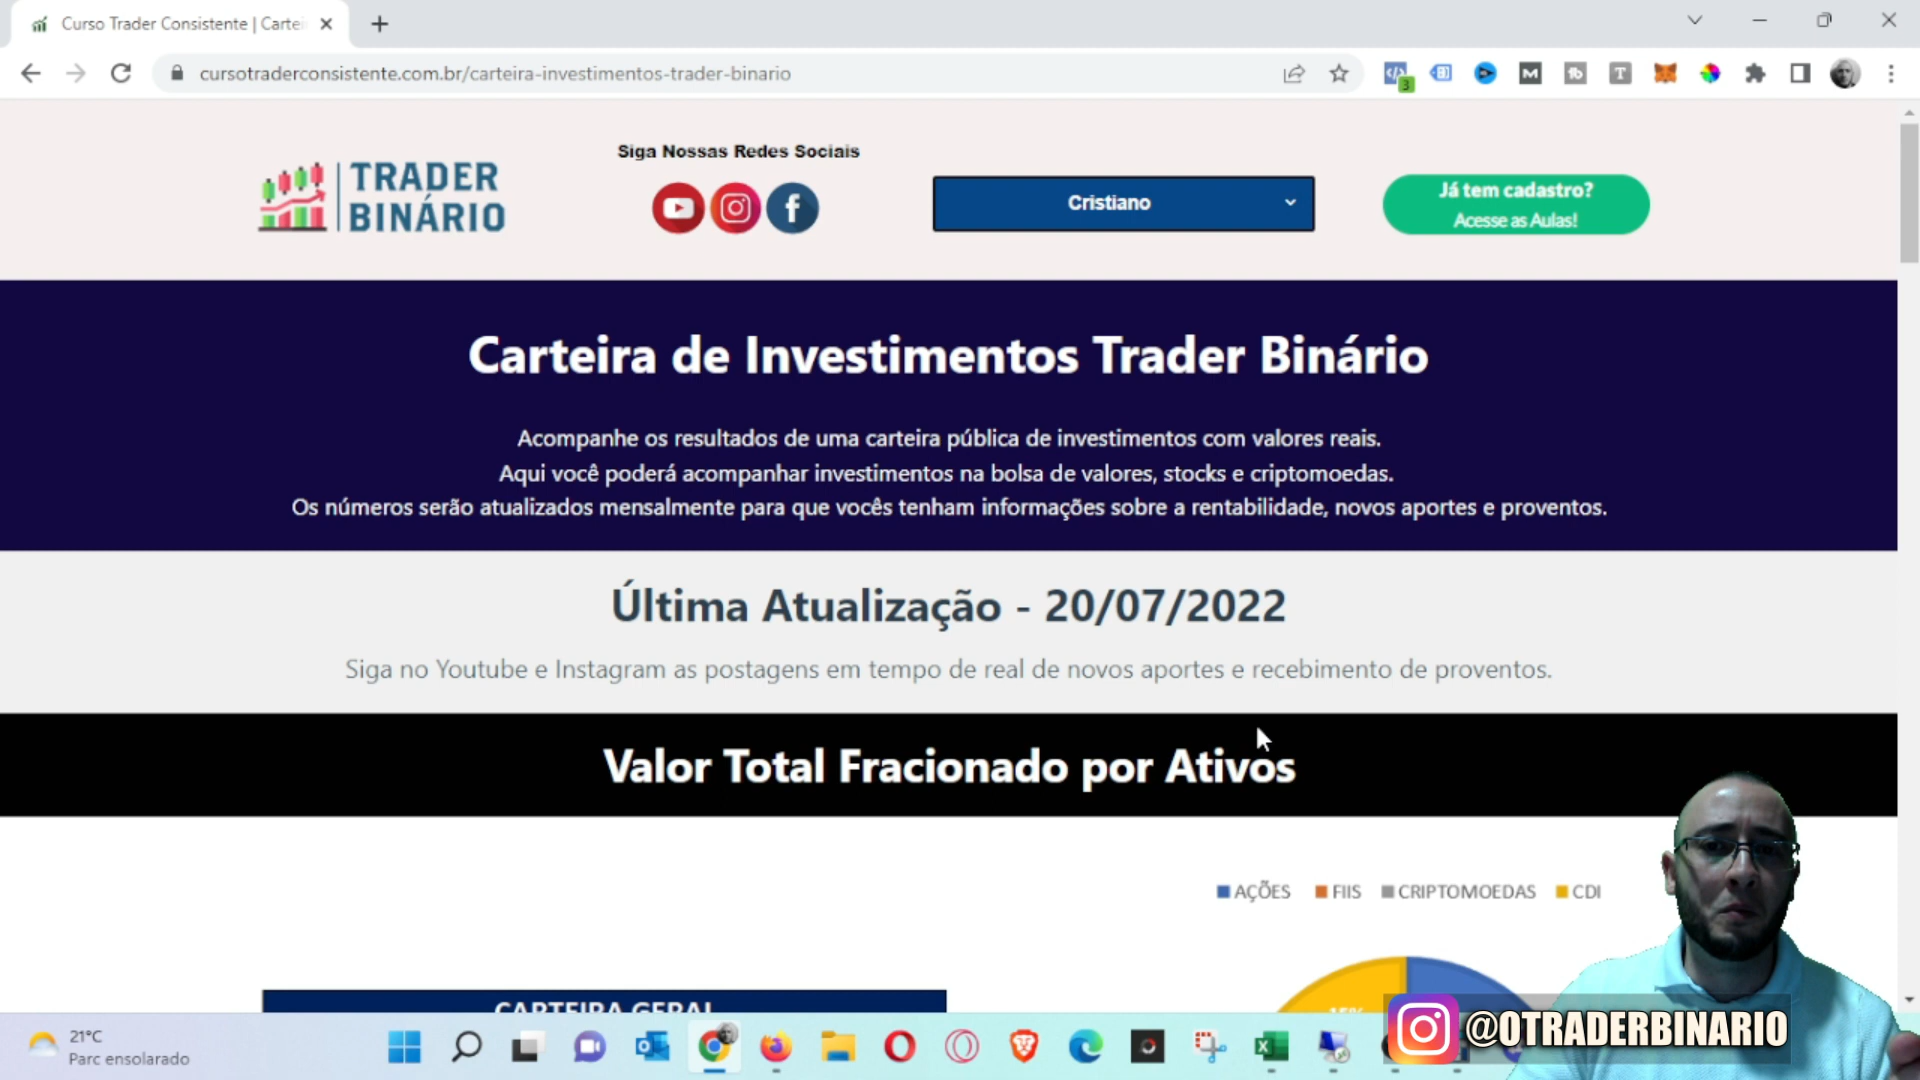 Curso Trader Consistente | Cartei
cursotraderconsistente.com.br/carteira-investimentos-trader-binario
3
TRADER
BINÁRIO
Siga Nossas Redes Sociais
Cristiano
Já tem cadastro?
Acesse as Aulas!
Carteira de Investimentos Trader Binário
Acompanhe os resultados de uma carteira pública de investimentos com valores reais.
Aqui você poderá acompanhar investimentos na bolsa de valores, stocks e criptomoedas.
Os números serão atualizados mensalmente para que vocês tenham informações sobre a rentabilidade, novos aportes e proventos.
Última Atualização - 20/07/2022
Siga no Youtube e Instagram as postagens em tempo de real de novos aportes e recebimento de proventos.
Valor Total Fracionado por Ativos
AÇÕES FIIS CRIPTOMOEDAS CDI
CARTEIRA GERAL
21°C
Parc ensolarado
@OTRADERBINARIO